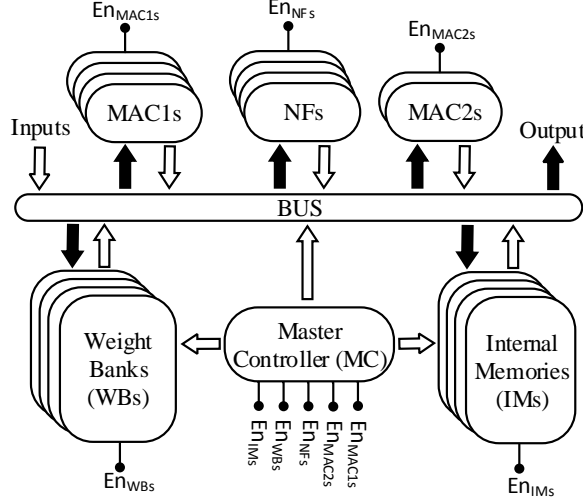 En_MAC1s
En_NFs
En_MAC2s
MAC1s
NFs
MAC2s
Inputs
Output
BUS
Weight
Banks
(WBs)
Master
Controller (MC)
Internal
Memories
(IMs)
En_IMs
En_WBs
En_NFs
En_MAC2s
En_MAC1s
En_WBs
En_IMs